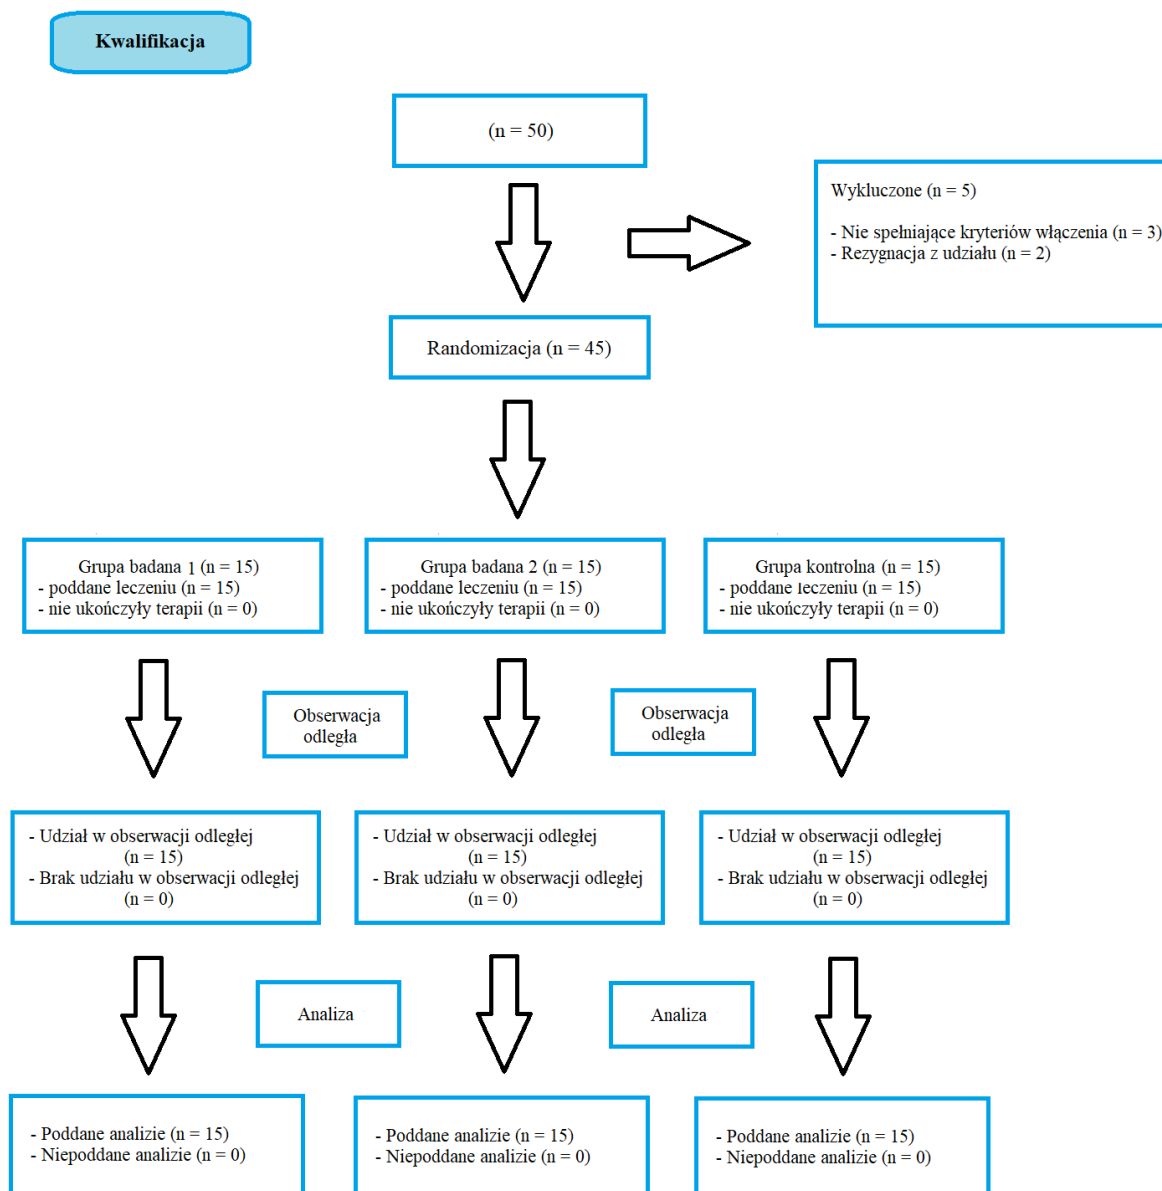 Kwalifikacja
(n = 50)
Wykluczone (n = 5)
- Nie spełniające kryteriów włączenia (n = 3)
- Rezygnacja z udziału (n = 2)
Randomizacja (n = 45)
Grupa badana 1 (n = 15)
- poddane leczeniu (n = 15)
- nie ukończyły terapii (n = 0)
Grupa badana 2 (n = 15)
- poddane leczeniu (n = 15)
- nie ukończyły terapii (n = 0)
Grupa kontrolna (n = 15)
- poddane leczeniu (n = 15)
- nie ukończyły terapii (n = 0)
Obserwacja
odległa
Obserwacja
odległa
- Udział w obserwacji odległej
(n = 15)
- Brak udziału w obserwacji odległej
(n = 0)
- Udział w obserwacji odległej
(n = 15)
- Brak udziału w obserwacji odległej
(n = 0)
- Udział w obserwacji odległej
(n = 15)
- Brak udziału w obserwacji odległej
(n = 0)
Analiza
Analiza
- Poddane analizie (n = 15)
- Niepoddane analizie (n = 0)
- Poddane analizie (n = 15)
- Niepoddane analizie (n = 0)
- Poddane analizie (n = 15)
- Niepoddane analizie (n = 0)